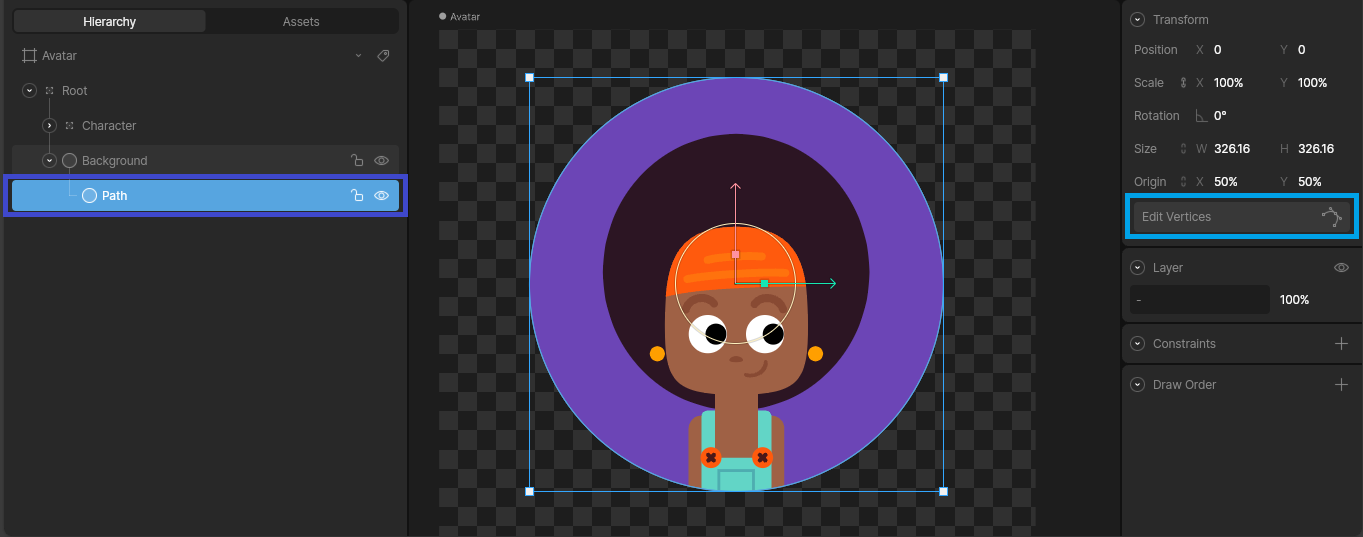 Hierarchy Assets
Avatar
Root
Character
Background
Path
Avatar
Transform
Position X 0 Y 0
Scale X 100% Y 100%
Rotation 0°
Size W 326.16 H 326.16
Origin X 50% Y 50%
Edit Vertices
Layer
- 100%
Constraints
Draw Order